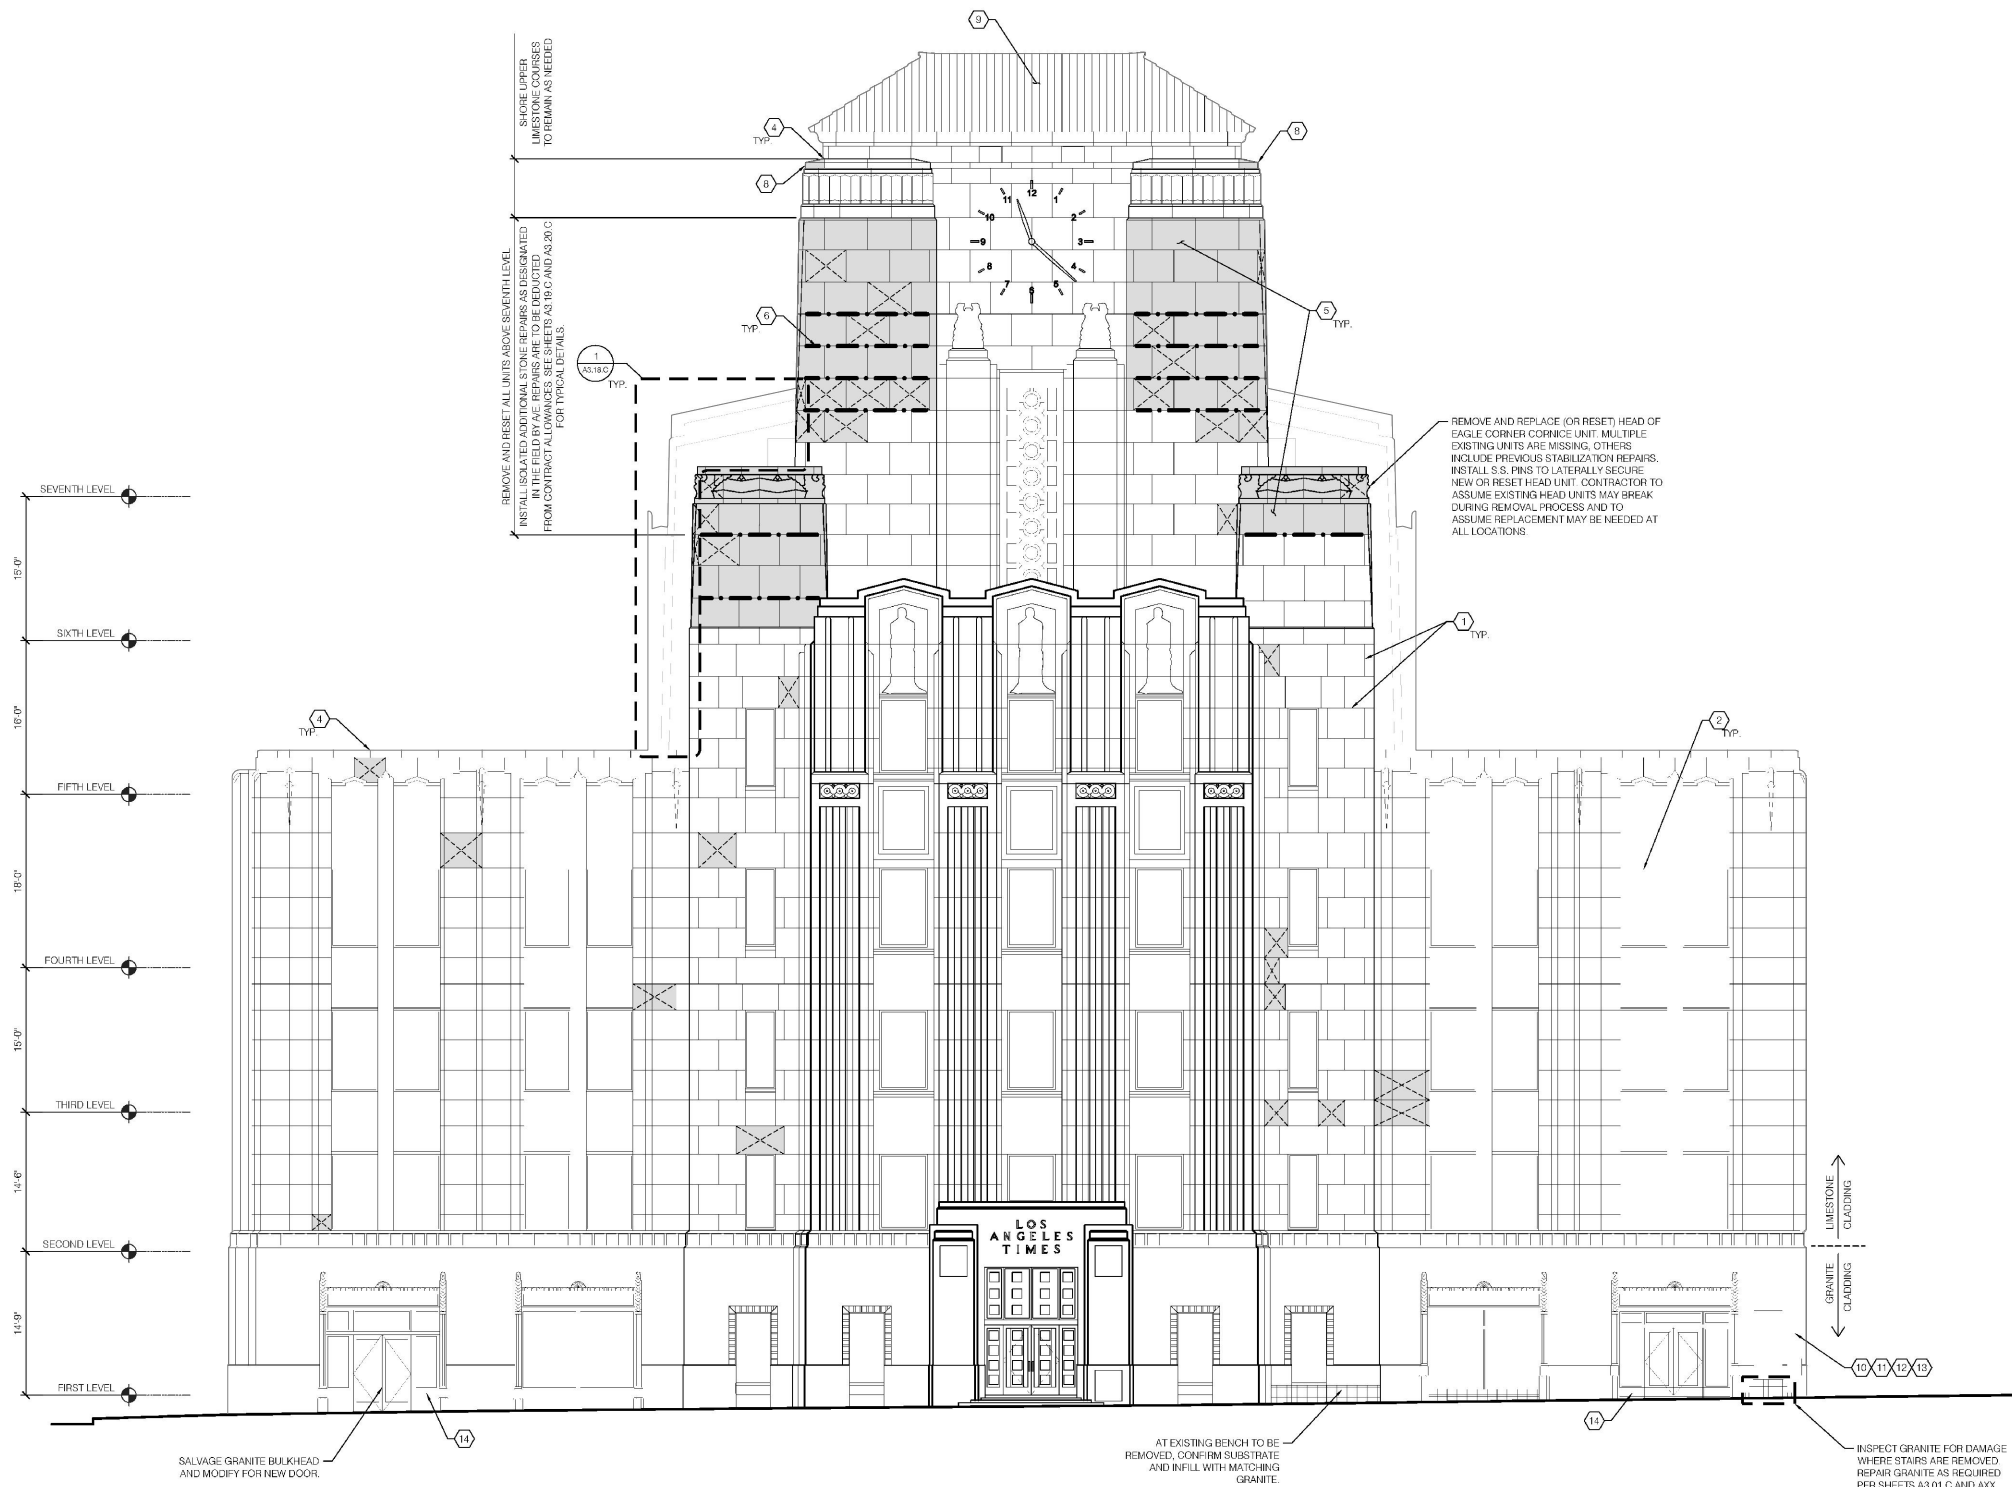 9
SHORE UPPER
LIMESTONE COURSES
TO REMAIN AS NEEDED
4
TYP.
8
8
12
1
2
3
4
5
6
7
8
9
10
11
REMOVE AND RESET ALL UNITS ABOVE SEVENTH LEVEL
INSTALL ISOLATED ADDITIONAL STONE REPAIRS AS DESIGNATED
IN THE FIELD BY A/E. REPAIRS ARE TO BE DEDUCTED
FROM CONTRACT ALLOWANCES. SEE SHEETS A3.19.C AND A3.20.C
FOR TYPICAL DETAILS.
6
TYP.
5
TYP.
1
A3.18.C
TYP.
REMOVE AND REPLACE (OR RESET) HEAD OF
EAGLE CORNER CORNICE UNIT. MULTIPLE
EXISTING UNITS ARE MISSING, OTHERS
INCLUDE PREVIOUS STABILIZATION REPAIRS.
INSTALL S.S. PINS TO LATERALLY SECURE
NEW OR RESET HEAD UNIT. CONTRACTOR TO
ASSUME EXISTING HEAD UNITS MAY BREAK
DURING REMOVAL PROCESS AND TO
ASSUME REPLACEMENT MAY BE NEEDED AT
ALL LOCATIONS.
SEVENTH LEVEL
15'-0"
SIXTH LEVEL
1
TYP.
16'-0"
4
TYP.
2
TYP.
FIFTH LEVEL
18'-0"
FOURTH LEVEL
15'-0"
THIRD LEVEL
14'-6"
LIMESTONE
CLADDING
SECOND LEVEL
LOS
ANGELES
TIMES
GRANITE
CLADDING
14'-9"
FIRST LEVEL
10 11 12 13
14
14
SALVAGE GRANITE BULKHEAD
AND MODIFY FOR NEW DOOR.
AT EXISTING BENCH TO BE
REMOVED, CONFIRM SUBSTRATE
AND INFILL WITH MATCHING
GRANITE.
INSPECT GRANITE FOR DAMAGE
WHERE STAIRS ARE REMOVED.
REPAIR GRANITE AS REQUIRED
PER SHEETS A3.01.C AND AXX